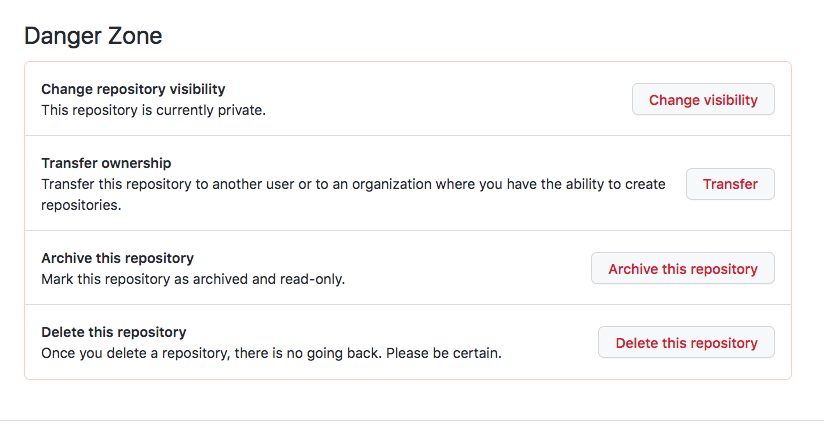 Danger Zone
Change repository visibility
This repository is currently private.
Change visibility
Transfer ownership
Transfer this repository to another user or to an organization where you have the ability to create
repositories.
Transfer
Archive this repository
Mark this repository as archived and read-only.
Archive this repository
Delete this repository
Once you delete a repository, there is no going back. Please be certain.
Delete this repository